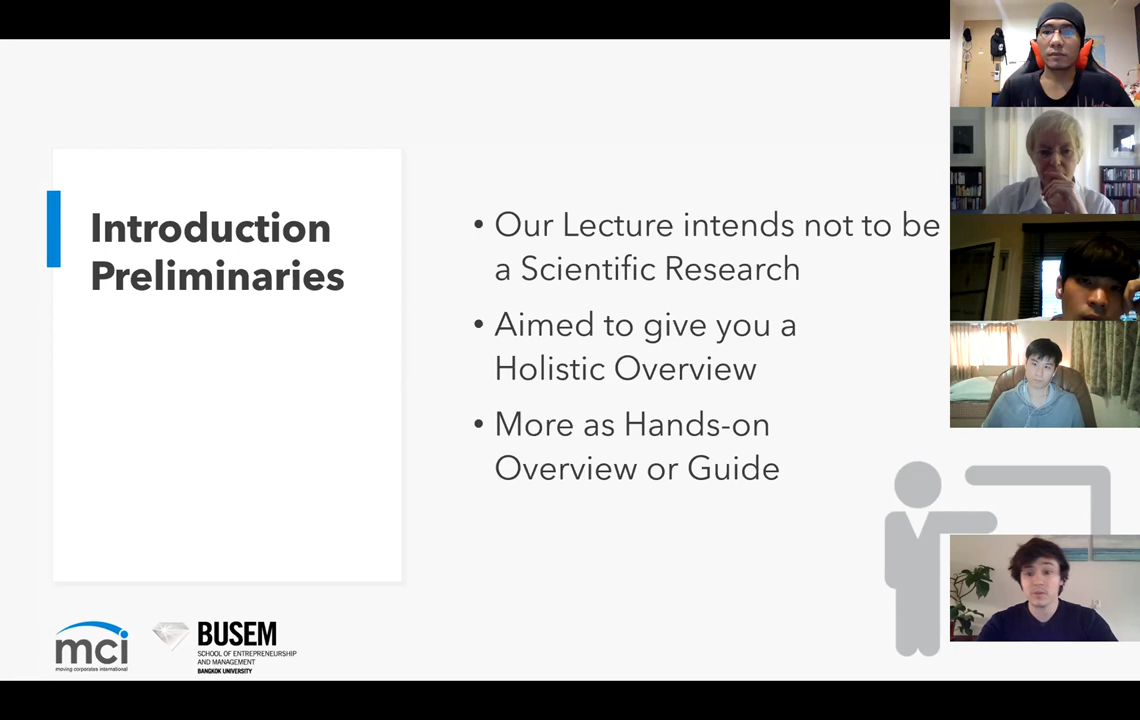 Introduction
Preliminaries
• Our Lecture intends not to be
a Scientific Research
• Aimed to give you a
Holistic Overview
• More as Hands-on
Overview or Guide
mci
moving corporates international
BUSEM
SCHOOL OF ENTREPRENEURSHIP
AND MANAGEMENT
BANGKOK UNIVERSITY